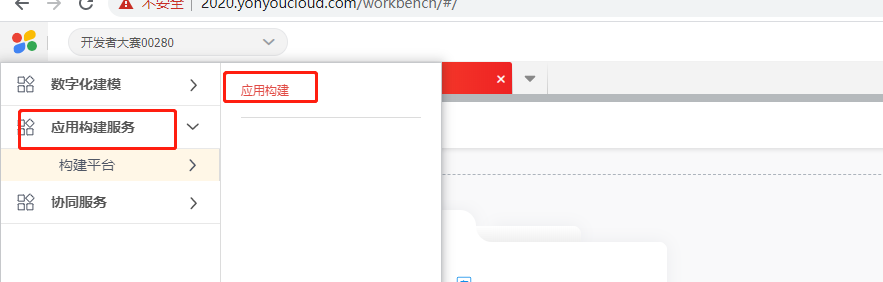 不安全 | 2020.yonyoucloud.com/workbench/#/
开发者大赛00280
数字化建模
应用构建
应用构建服务
构建平台
协同服务